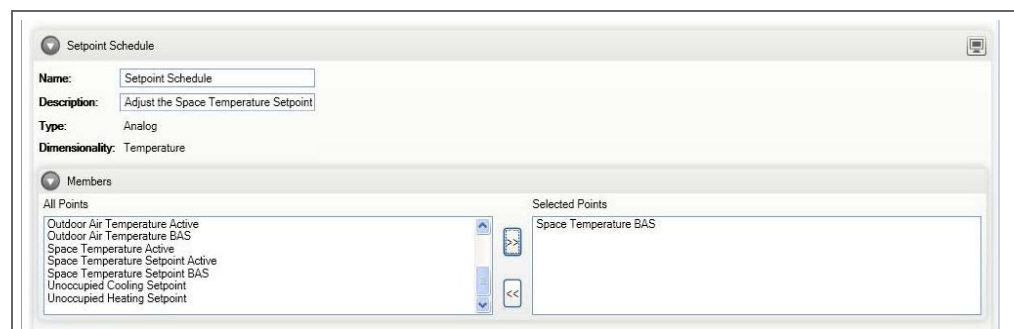 Setpoint Schedule
Name: Setpoint Schedule
Description: Adjust the Space Temperature Setpoint
Type: Analog
Dimensionality: Temperature
Members
All Points
Outdoor Air Temperature Active
Outdoor Air Temperature BAS
Space Temperature Active
Space Temperature Setpoint Active
Space Temperature Setpoint BAS
Unoccupied Cooling Setpoint
Unoccupied Heating Setpoint
>>
<<
Selected Points
Space Temperature BAS